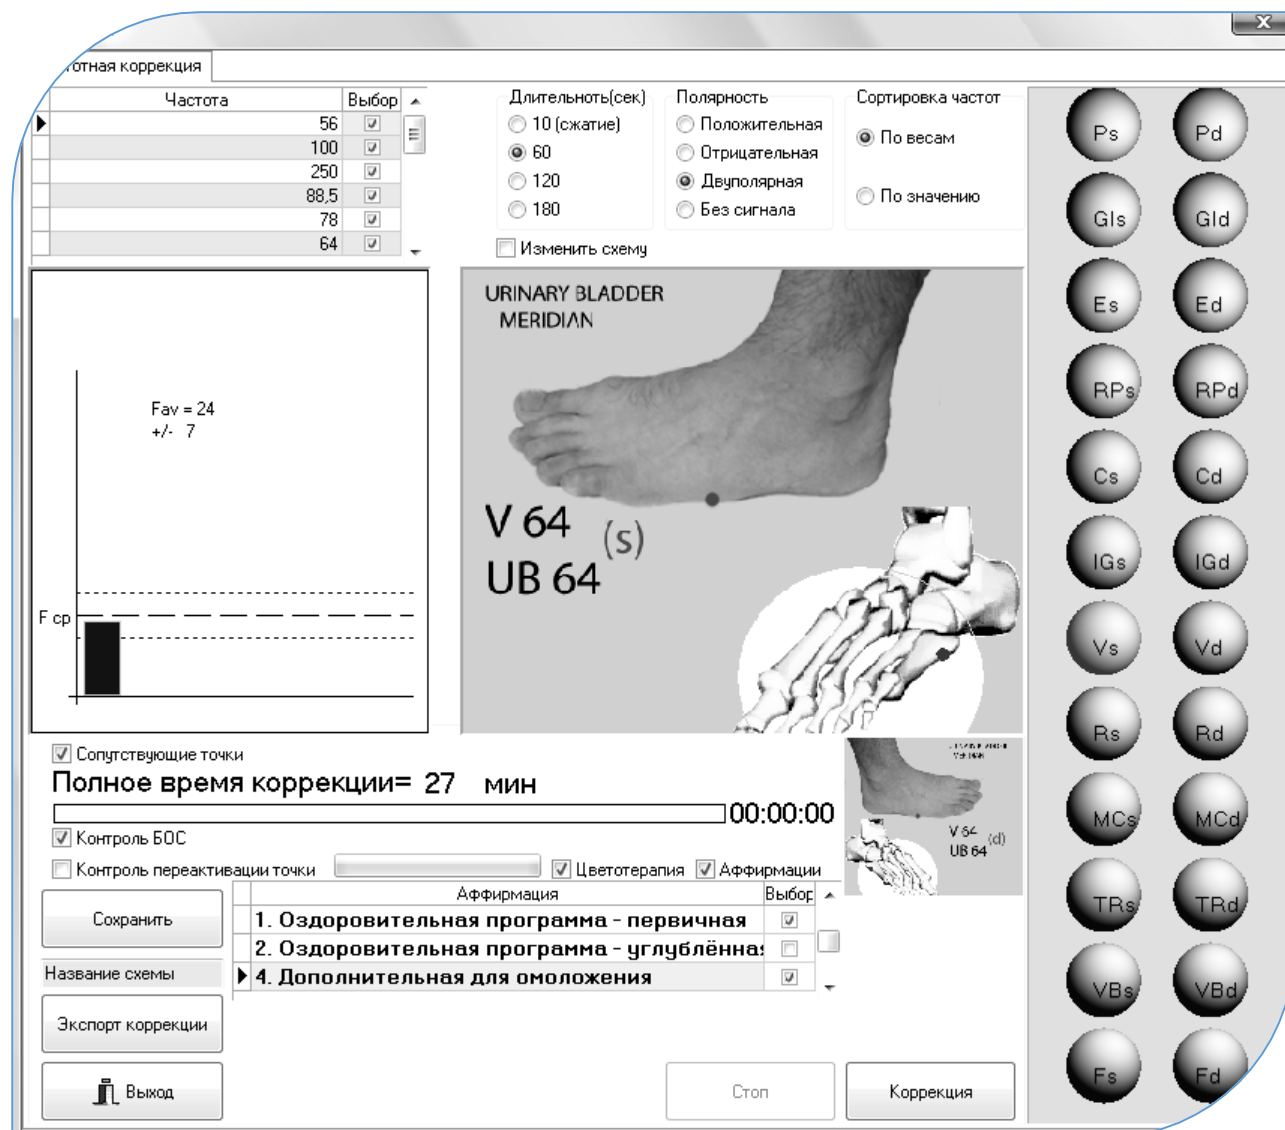 отная коррекция
x
Частота
Выбор
56
100
250
88,5
78
64
Длительноть(сек)
10 (сжатие)
60
120
180
Полярность
Положительная
Отрицательная
Двуполярная
Без сигнала
Сортировка частот
По весам
По значению
Изменить схему
Fav = 24
+/- 7
F ср
URINARY BLADDER
MERIDIAN
V 64
(s)
UB 64
Ps
Pd
GIs
GId
Es
Ed
RPs
RPd
Cs
Cd
IGs
IGd
Vs
Vd
Rs
Rd
MCs
MCd
TRs
TRd
VBs
VBd
Fs
Fd
Сопутствующие точки
Полное время коррекции= 27 мин
00:00:00
Контроль БОС
Контроль переактивации точки
Цветотерапия
Аффирмации
V 64
(d)
UB 64
Сохранить
Название схемы
Экспорт коррекции
Выход
Аффирмация
Выбор
1. Оздоровительная программа - первичная
2. Оздоровительная программа - углублённа
4. Дополнительная для омоложения
Стоп
Коррекция